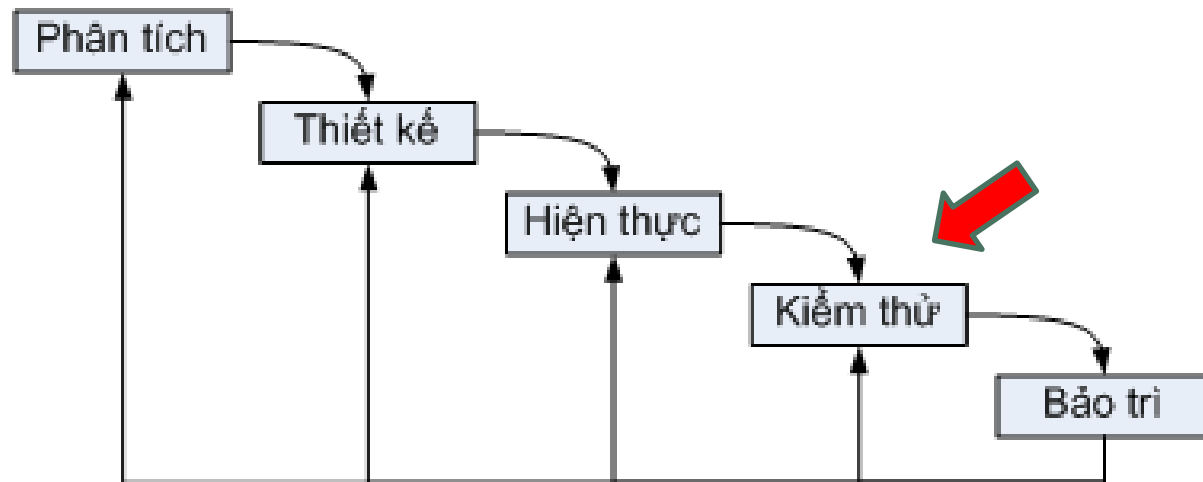 Phân tích
Thiết kế
Hiện thực
Kiểm thử
Bảo trì